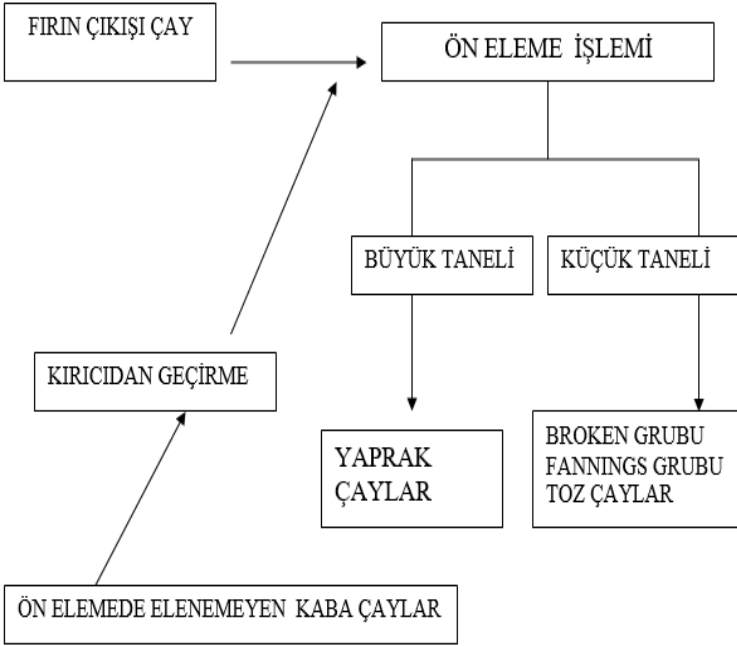 FIRIN ÇIKIŞI ÇAY
ÖN ELEME İŞLEMİ
BÜYÜK TANELİ
KÜÇÜK TANELİ
KIRICIDAN GEÇİRME
YAPRAK
ÇAYLAR
BROKEN GRUBU
FANNINGS GRUBU
TOZ ÇAYLAR
ÖN ELEMEDE ELENEMEYEN KABA ÇAYLAR